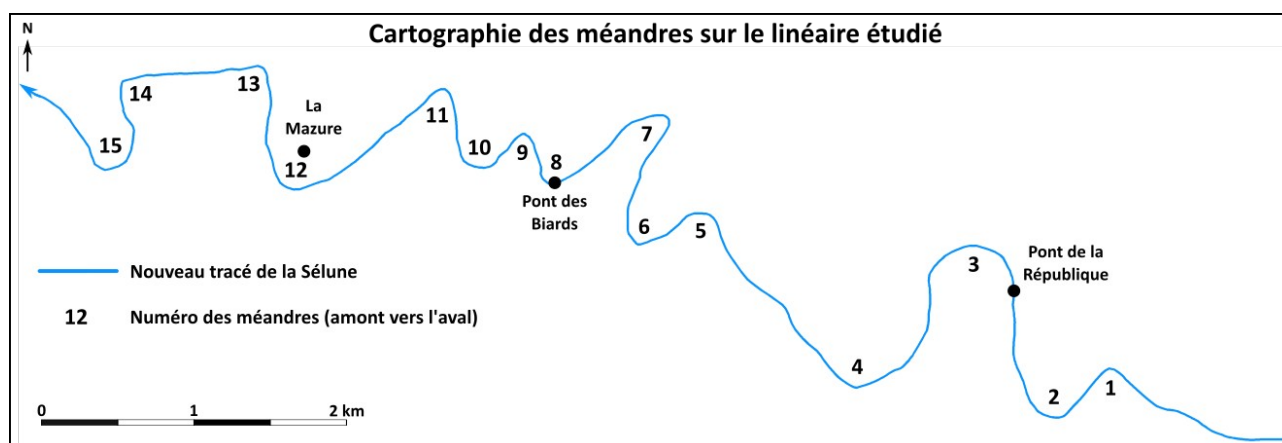 Cartographie des méandres sur le linéaire étudié
N
14
13
La
Mazure
15
12
11
10
9
8
Pont des
Biards
7
6
5
4
3
Pont de la
République
2
1
Nouveau tracé de la Sélune
12 Numéro des méandres (amont vers l'aval)
0 1 2 km